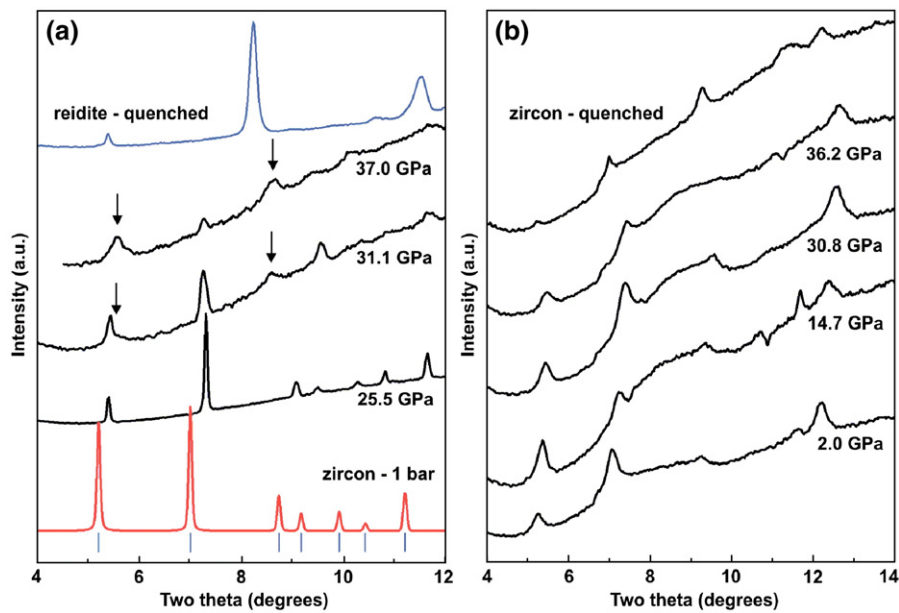 (a)
reidite - quenched
37.0 GPa
31.1 GPa
25.5 GPa
zircon - 1 bar
Intensity (a.u.)
4 6 8 10 12
Two theta (degrees)
(b)
zircon - quenched
36.2 GPa
30.8 GPa
14.7 GPa
2.0 GPa
Intensity (a.u.)
4 6 8 10 12 14
Two theta (degrees)